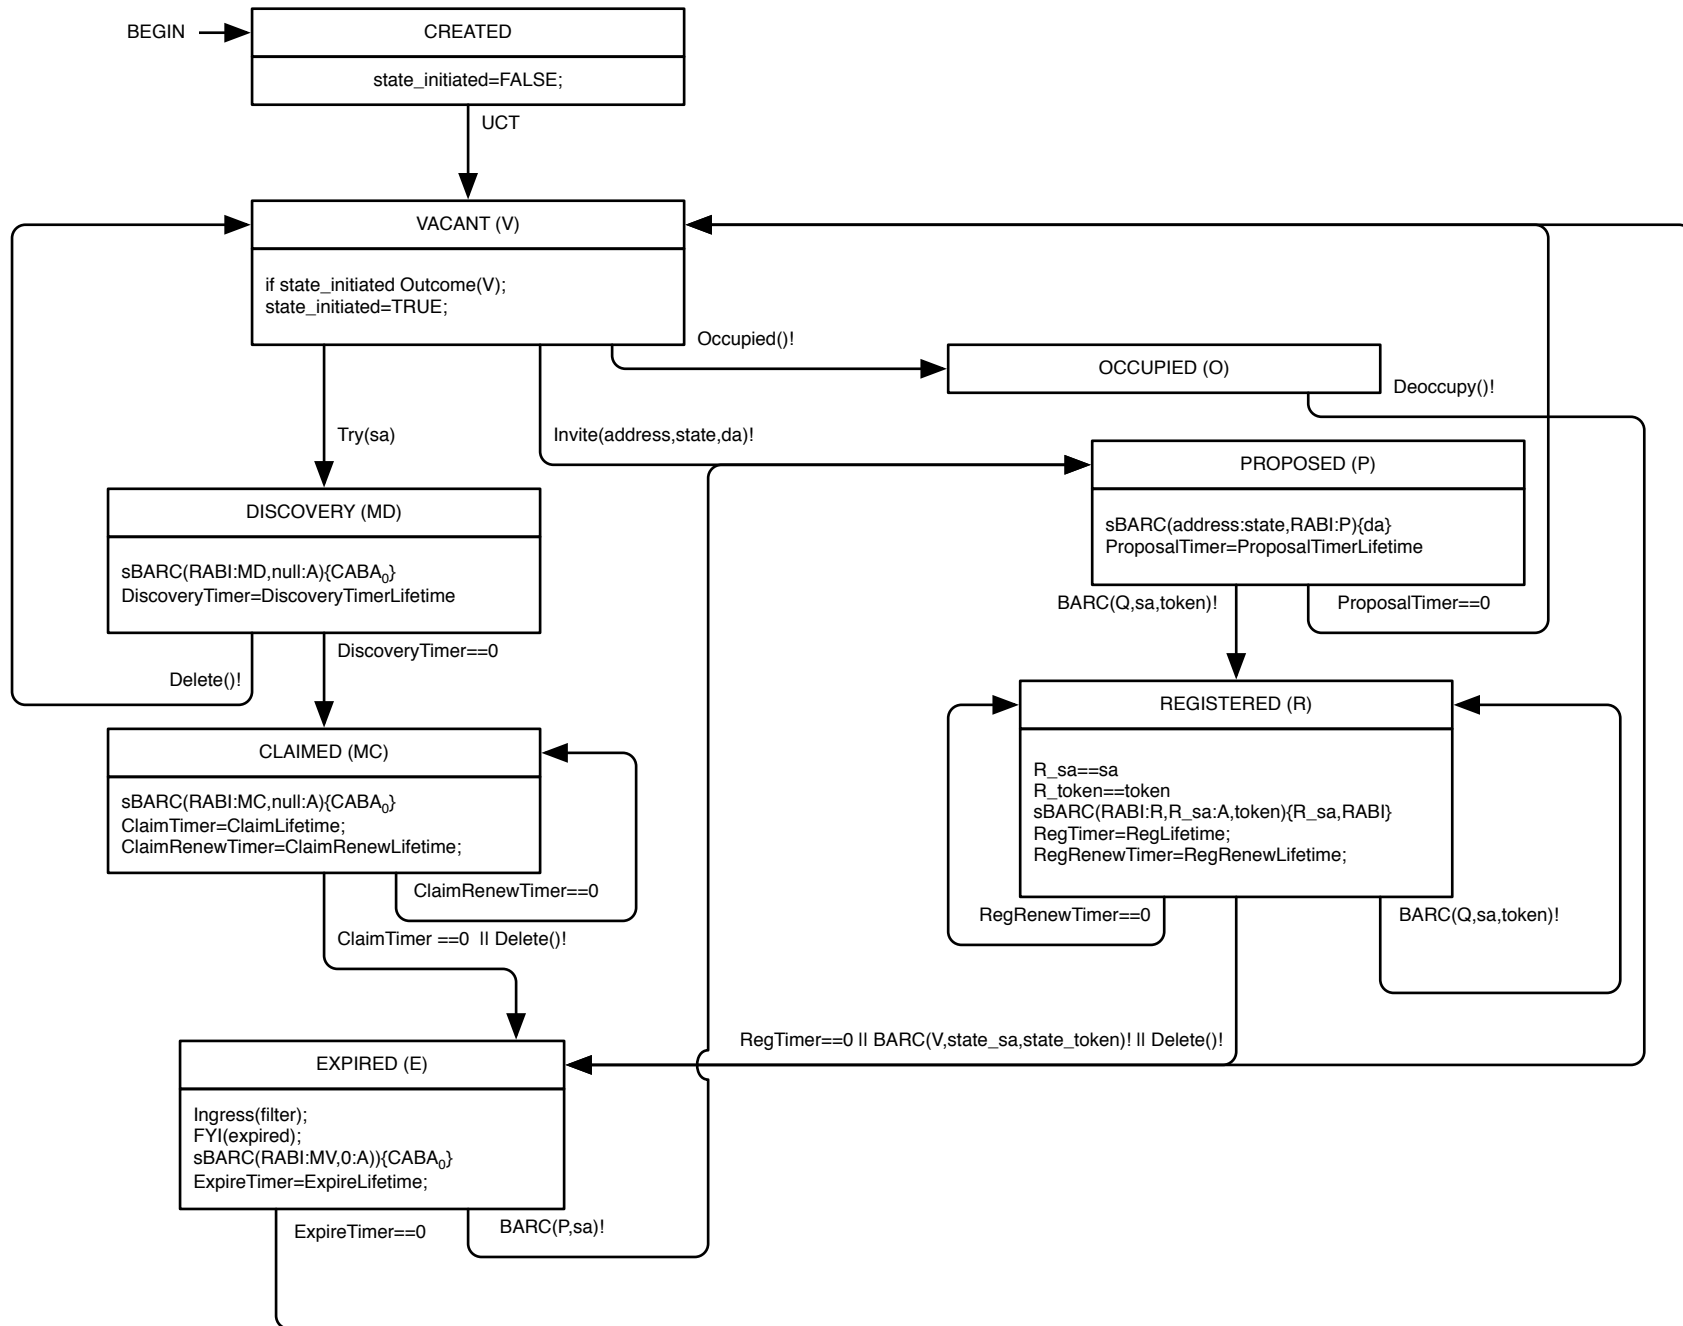 BEGIN
CREATED
state_initiated=FALSE;
UCT
VACANT (V)
if state_initiated Outcome(V);
state_initiated=TRUE;
Occupied()!
OCCUPIED (O)
Deoccupy()!
Try(sa)
Invite(address,state,da)!
PROPOSED (P)
sBARC(address:state,RABI:P){da}
ProposalTimer=ProposalTimerLifetime
DISCOVERY (MD)
sBARC(RABI:MD,null:A){CABA₀}
DiscoveryTimer=DiscoveryTimerLifetime
BARC(Q,sa,token)!
ProposalTimer==0
DiscoveryTimer==0
Delete()!
REGISTERED (R)
R_sa==sa
R_token==token
sBARC(RABI:R,R_sa:A,token){R_sa,RABI}
RegTimer=RegLifetime;
RegRenewTimer=RegRenewLifetime;
CLAIMED (MC)
sBARC(RABI:MC,null:A){CABA₀}
ClaimTimer=ClaimLifetime;
ClaimRenewTimer=ClaimRenewLifetime;
ClaimRenewTimer==0
RegRenewTimer==0
BARC(Q,sa,token)!
ClaimTimer ==0 || Delete()!
RegTimer==0 || BARC(V,state_sa,state_token)! || Delete()!
EXPIRED (E)
Ingress(filter);
FYI(expired);
sBARC(RABI:MV,0:A)){CABA₀}
ExpireTimer=ExpireLifetime;
ExpireTimer==0
BARC(P,sa)!